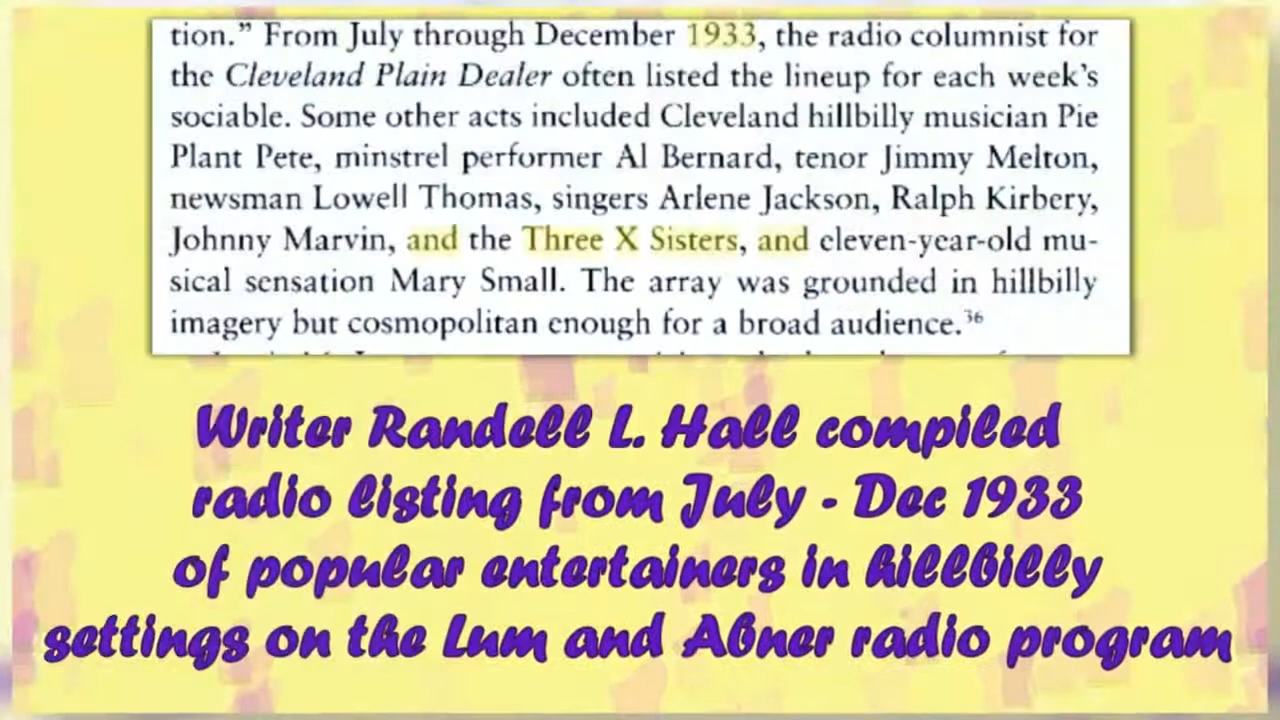 tion.” From July through December 1933, the radio columnist for
the Cleveland Plain Dealer often listed the lineup for each week’s
sociable. Some other acts included Cleveland hillbilly musician Pie
Plant Pete, minstrel performer Al Bernard, tenor Jimmy Melton,
newsman Lowell Thomas, singers Arlene Jackson, Ralph Kirbery,
Johnny Marvin, and the Three X Sisters, and eleven-year-old mu-
sical sensation Mary Small. The array was grounded in hillbilly
imagery but cosmopolitan enough for a broad audience.36
Writer Randell L. Hall compiled
radio listing from July - Dec 1933
of popular entertainers in hillbilly
settings on the Lum and Abner radio program